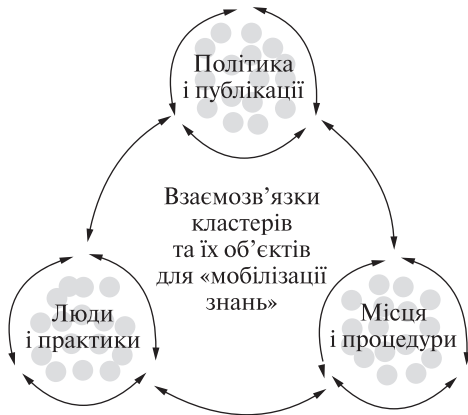 Політика
і публікації
Взаємозв’язки
кластерів
та їх об’єктів
для «мобілізації
знань»
Люди
і практики
Місця
і процедури